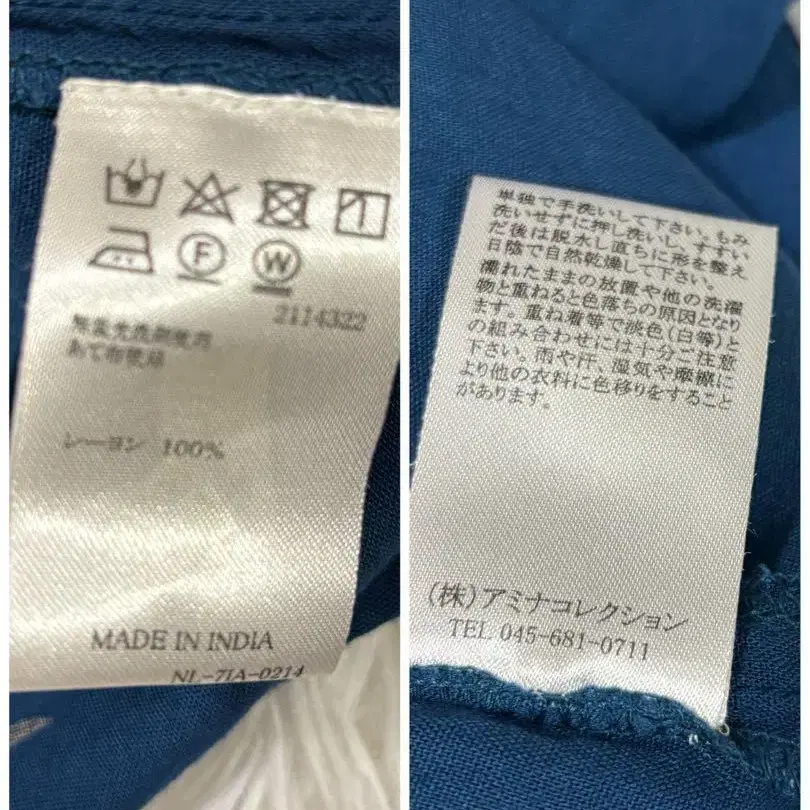 F
W
2114322
無蛍光洗剤使用
あて布使用
レーヨン 100%
MADE IN INDIA
NL-7IA-0214
単独で手洗いして下さい。もみ
洗いせずに押し洗いし、すすい
だ後は脱水し直ちに形を整え
日陰で自然乾燥して下さい。
濡れたままの放置や他の洗濯
物と重ねると色落ちの原因となり
ます。重ね着等で淡色(白等)と
の組み合わせには十分ご注意
下さい。雨や汗、湿気や摩擦に
より他の衣料に色移りをすること
があります。
(株)アミナコレクション
TEL 045-681-0711